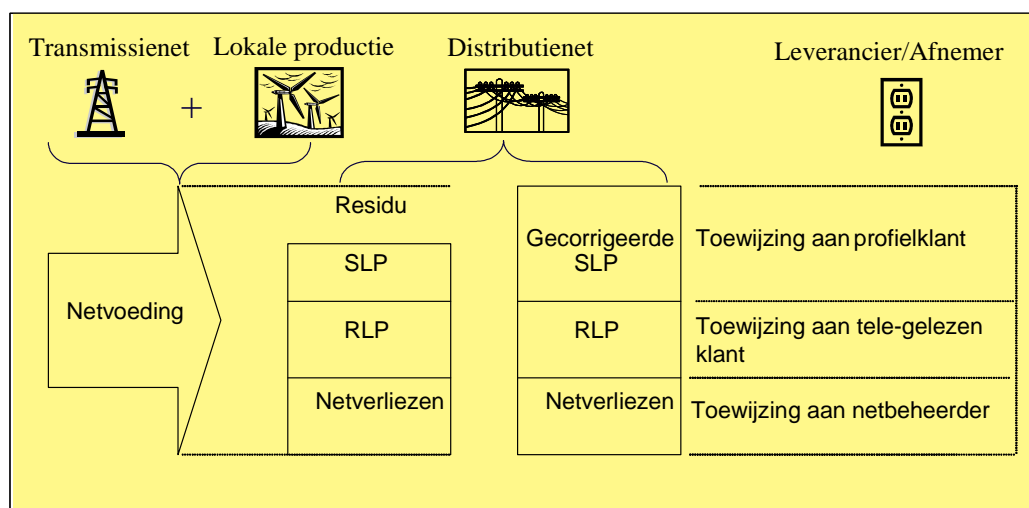 Transmissienet
Lokale productie
Distributienet
Leverancier/Afnemer
+
Netvoeding
Residu
SLP
RLP
Netverliezen
Gecorrigeerde
SLP
RLP
Netverliezen
Toewijzing aan profielklant
Toewijzing aan tele-gelezen
klant
Toewijzing aan netbeheerder